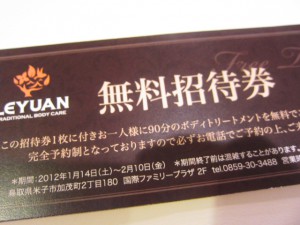 LEYUAN
TRADITIONAL BODY CARE
Free
無料招待券
この招待券1枚に付きお一人様に90分のボディトリートメントを無料で
完全予約制となっておりますので必ずお電話でご予約の上、ご
＊期間：2012年1月14日(土)～2月10日(金) ＊期間終了前は混雑することがあります。
鳥取県米子市加茂町2丁目180 国際ファミリープラザ 2F tel.0859-30-3488 営業